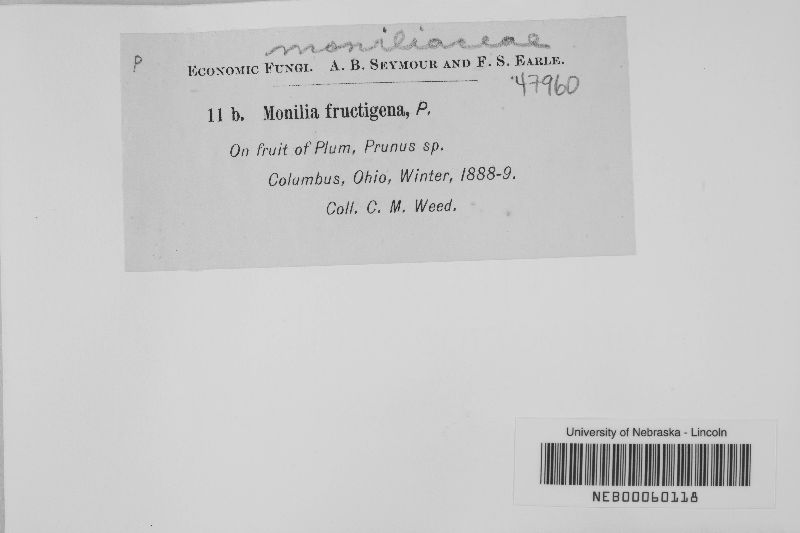 moniliaceae
P
Economic Fungi. A. B. Seymour and F. S. Earle.
47960
11 b. Monilia fructigena, P.
On fruit of Plum, Prunus sp.
Columbus, Ohio, Winter, 1888-9.
Coll. C. M. Weed.
University of Nebraska - Lincoln
NEB00060118